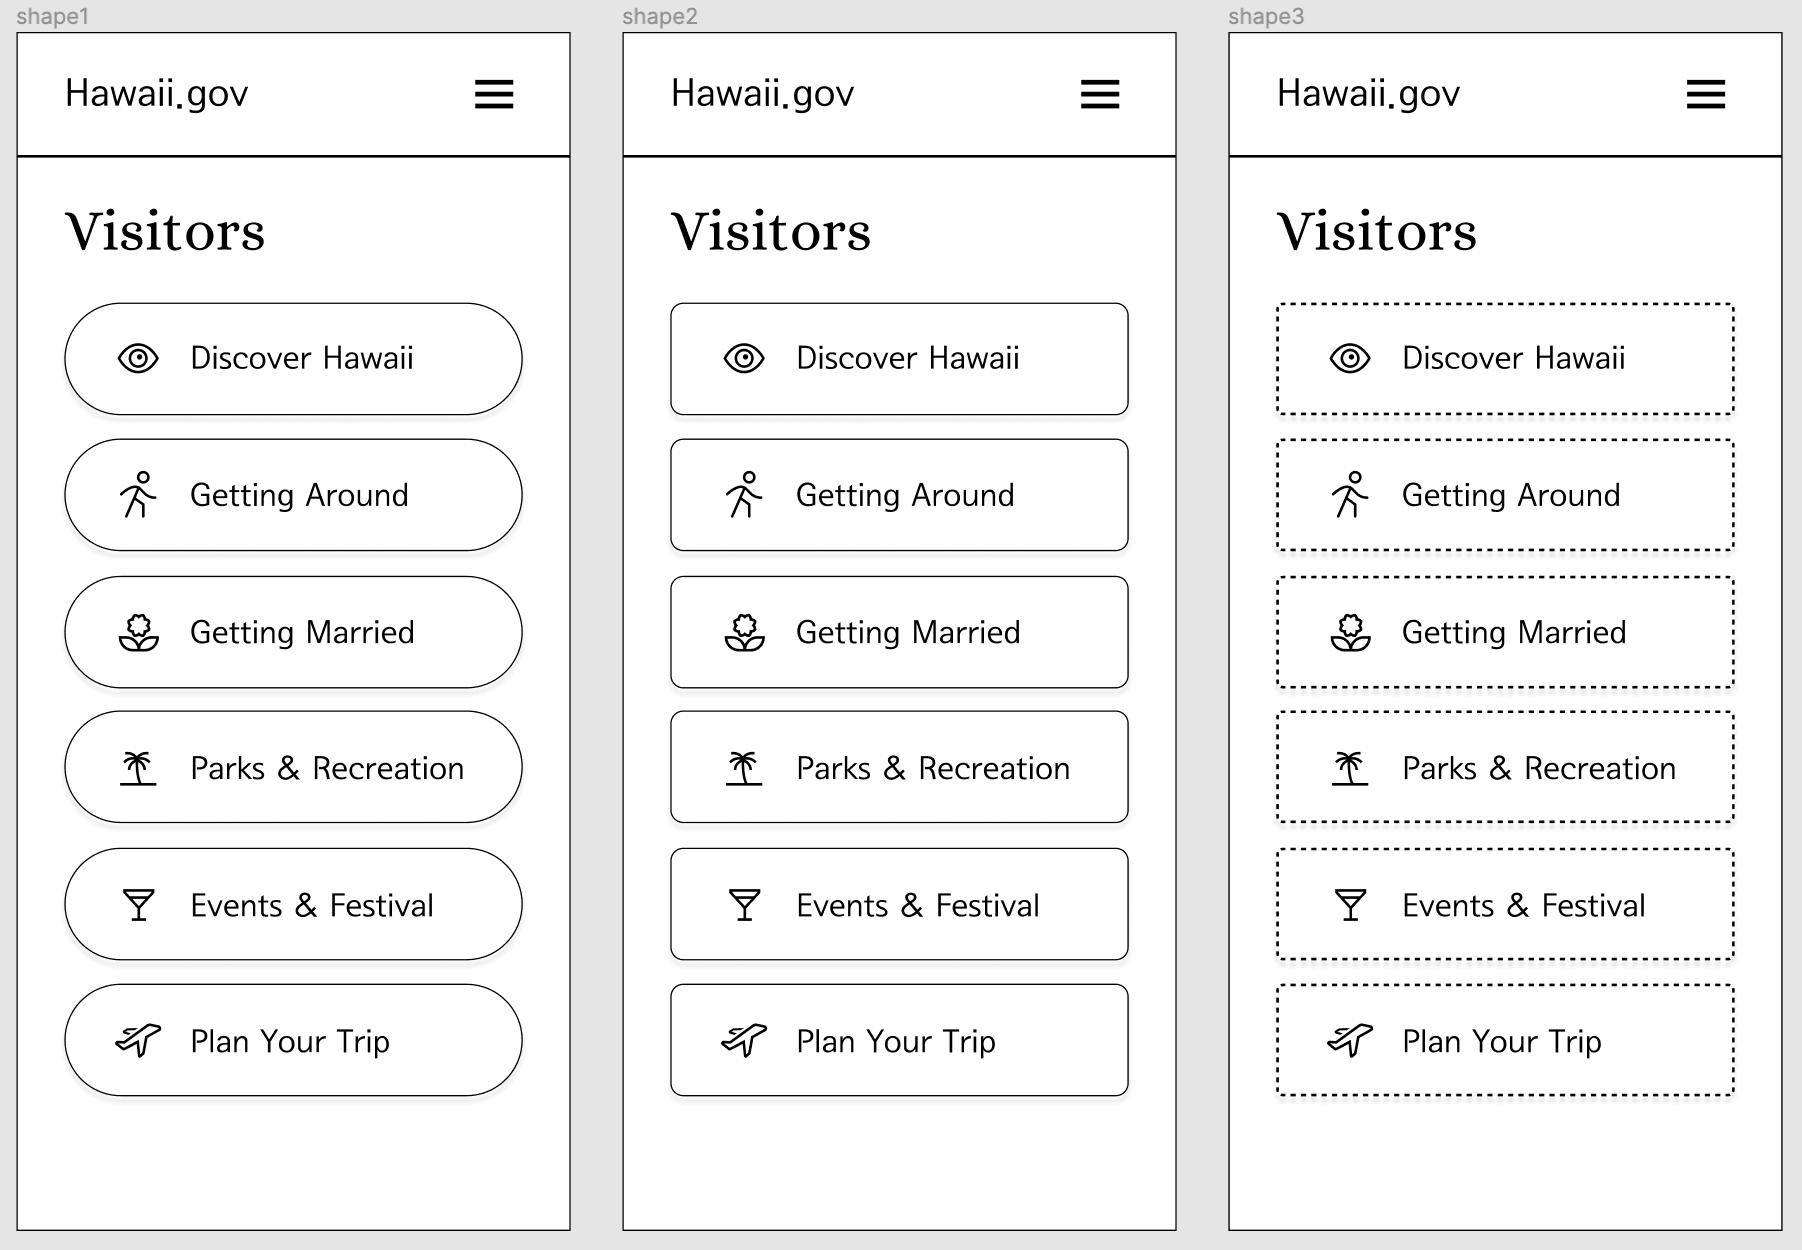 shape1
Hawaii.gov
Visitors
Discover Hawaii
Getting Around
Getting Married
Parks & Recreation
Events & Festival
Plan Your Trip
shape2
Hawaii.gov
Visitors
Discover Hawaii
Getting Around
Getting Married
Parks & Recreation
Events & Festival
Plan Your Trip
shape3
Hawaii.gov
Visitors
Discover Hawaii
Getting Around
Getting Married
Parks & Recreation
Events & Festival
Plan Your Trip